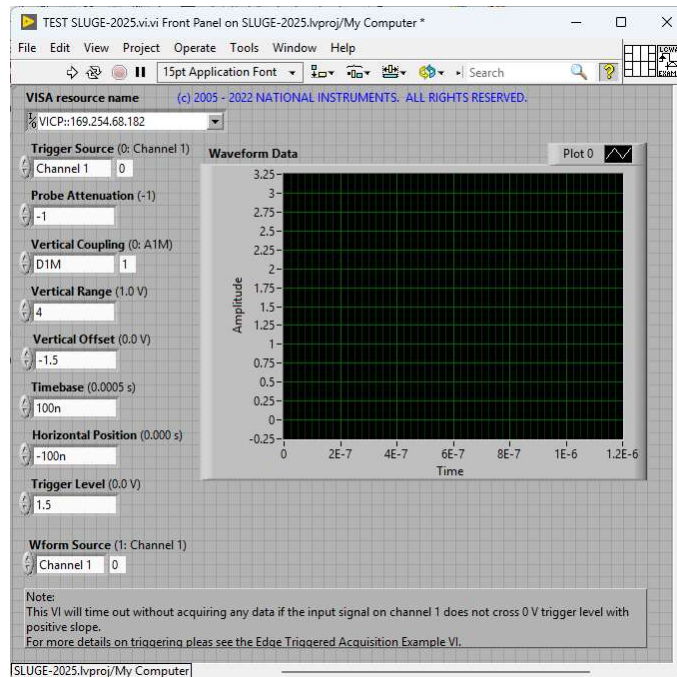 TEST SLUGE-2025.vi.vi Front Panel on SLUGE-2025.lvproj/My Computer *
File Edit View Project Operate Tools Window Help
15pt Application Font Search
LCWA
EXAM
VISA resource name (c) 2005 - 2022 NATIONAL INSTRUMENTS. ALL RIGHTS RESERVED.
VICP::169.254.68.182
Trigger Source (0: Channel 1)
Channel 1 0
Probe Attenuation (-1)
-1
Vertical Coupling (0: A1M)
D1M 1
Vertical Range (1.0 V)
4
Vertical Offset (0.0 V)
-1.5
Timebase (0.0005 s)
100n
Horizontal Position (0.000 s)
-100n
Trigger Level (0.0 V)
1.5
Wform Source (1: Channel 1)
Channel 1 0
Waveform Data Plot 0
3.25
3
2.75
2.5
2.25
2
1.75
1.5
1.25
1
0.75
0.5
0.25
0
-0.25
Amplitude
0 2E-7 4E-7 6E-7 8E-7 1E-6 1.2E-6
Time
Note:
This VI will time out without acquiring any data if the input signal on channel 1 does not cross 0 V trigger level with
positive slope.
For more details on triggering pleas see the Edge Triggered Acquisition Example VI.
SLUGE-2025.lvproj/My Computer